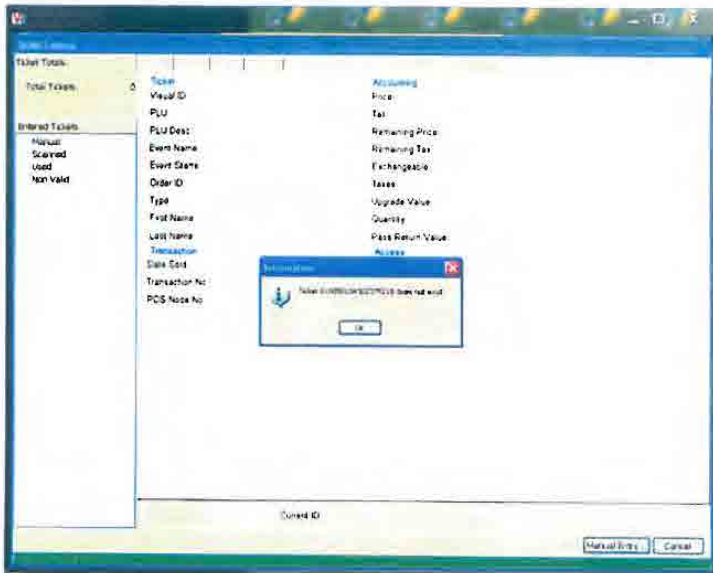 Ticket Totals
Total Tickets 0
Entered Tickets
Manual
Scanned
Used
Non Valid
Ticket
Visual ID
PLU
PLU Desc
Event Name
Event Starts
Order ID
Type
First Name
Last Name
Transaction
Date Sold
Transaction No
POS Node No
Accounting
Price
Tax
Remaining Price
Remaining Tax
Exchangeable
Taxes
Upgrade Value
Quantity
Pass Return Value
Access
Information
does not exist
OK
Current ID
Manual Entry...
Cancel